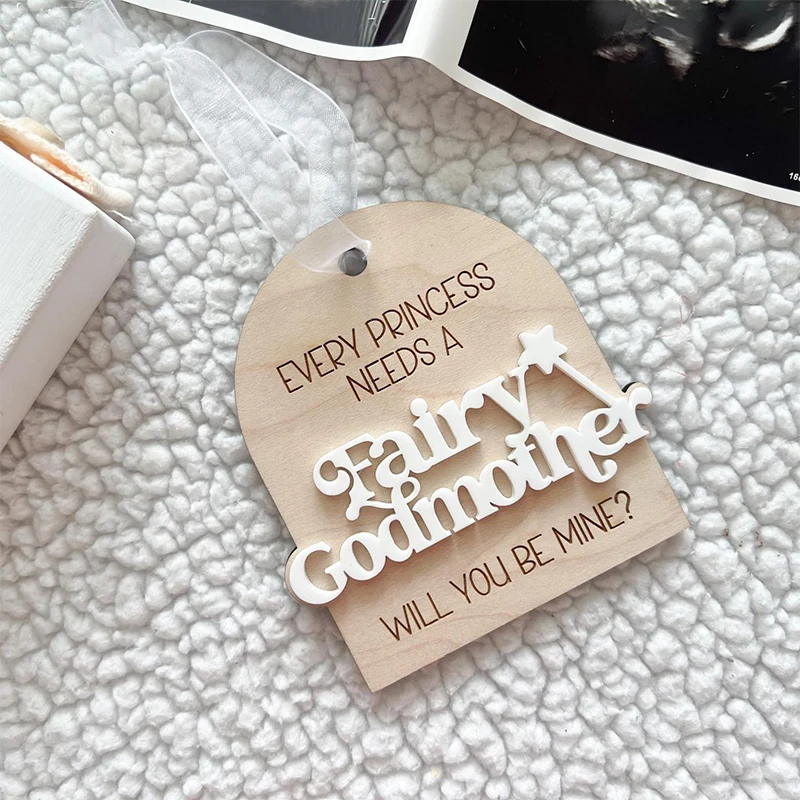 EVERY PRINCESS
NEEDS A
Fairy
Godmother
WILL YOU BE MINE?